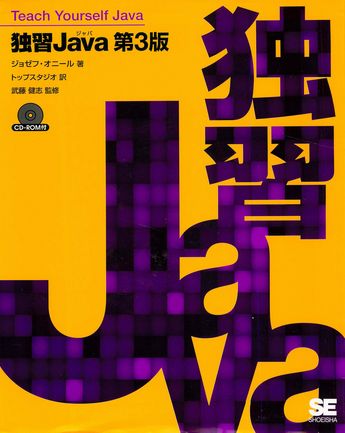 Teach Yourself Java
独習Java 第3版
ジャバ
ジョゼフ・オニール 著
トップスタジオ 訳
武藤 健志 監修
CD-ROM付
独習
Java
SE
SHOEISHA